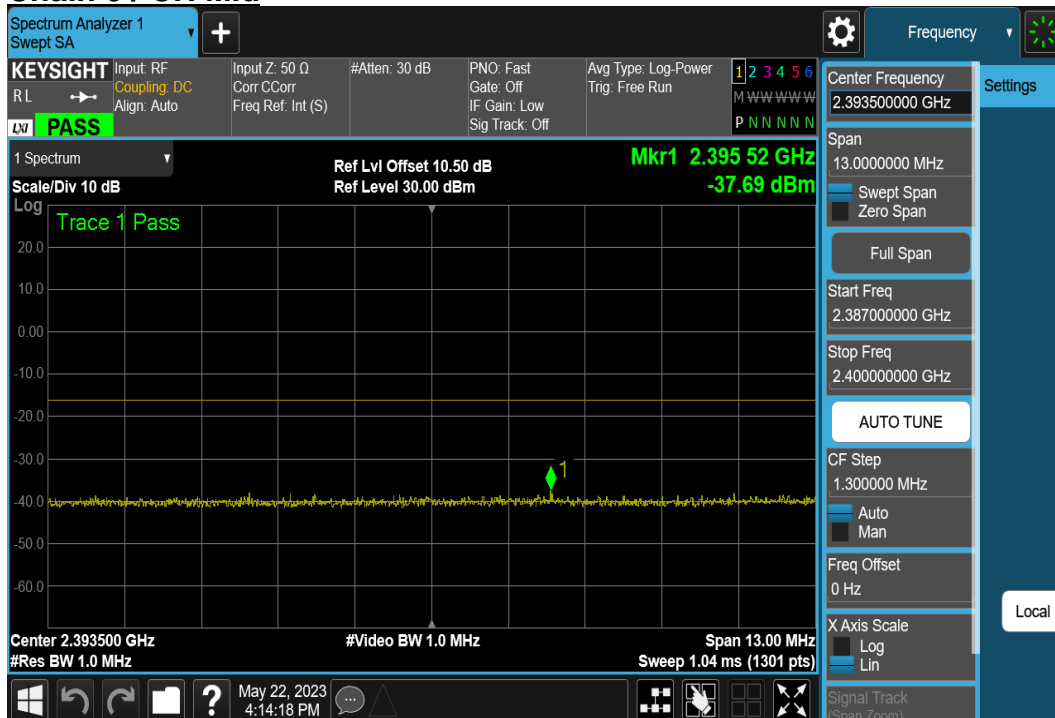 Spectrum Analyzer 1
Swept SA
+
Frequency
KEYSIGHT
R L
LXI PASS
Input: RF
Coupling: DC
Align: Auto
Input Z: 50 Ω
Corr CCorr
Freq Ref: Int (S)
#Atten: 30 dB
PNO: Fast
Gate: Off
IF Gain: Low
Sig Track: Off
Avg Type: Log-Power
Trig: Free Run
1 2 3 4 5 6
M W W W W W
P N N N N N
1 Spectrum
Scale/Div 10 dB
Ref Lvl Offset 10.50 dB
Ref Level 30.00 dBm
Mkr1 2.395 52 GHz
-37.69 dBm
Log
Trace 1 Pass
20.0
10.0
0.00
-10.0
-20.0
-30.0
-40.0
-50.0
-60.0
1
Center 2.393500 GHz
#Res BW 1.0 MHz
#Video BW 1.0 MHz
Span 13.00 MHz
Sweep 1.04 ms (1301 pts)
Center Frequency
2.393500000 GHz
Span
13.0000000 MHz
Swept Span
Zero Span
Full Span
Start Freq
2.387000000 GHz
Stop Freq
2.400000000 GHz
AUTO TUNE
CF Step
1.300000 MHz
Auto
Man
Freq Offset
0 Hz
X Axis Scale
Log
Lin
Signal Track
(Span Zoom)
Settings
Local
?
May 22, 2023
4:14:18 PM